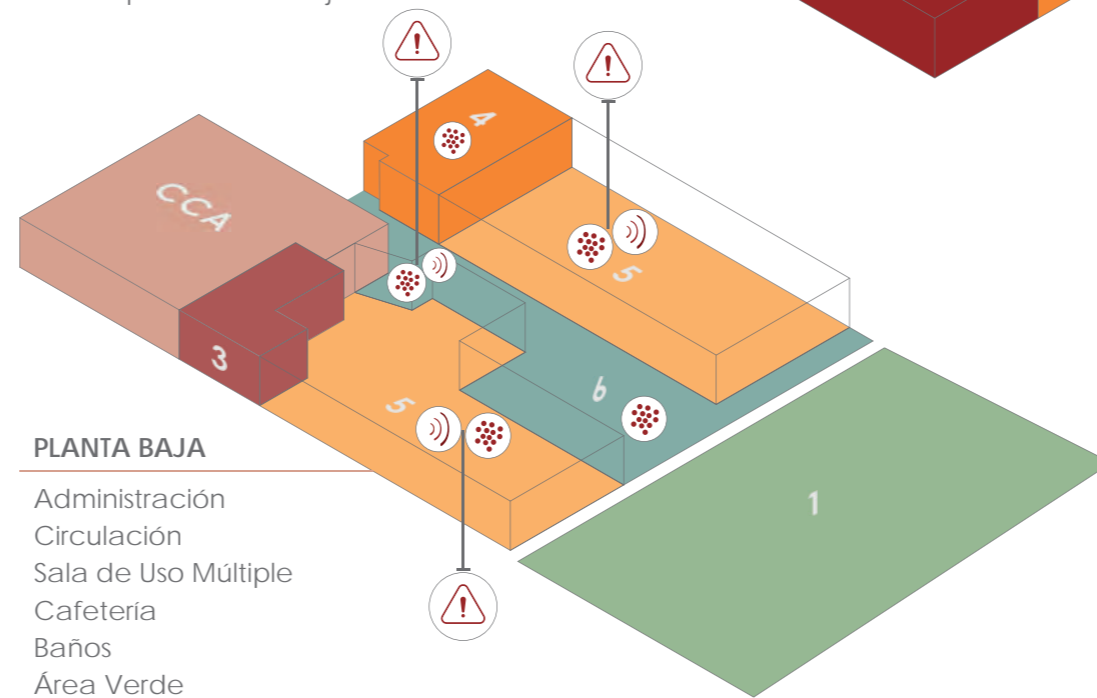 4
CCA
5
3
6
5
1
PLANTA BAJA
Administración
Circulación
Sala de Uso Múltiple
Cafetería
Baños
Área Verde